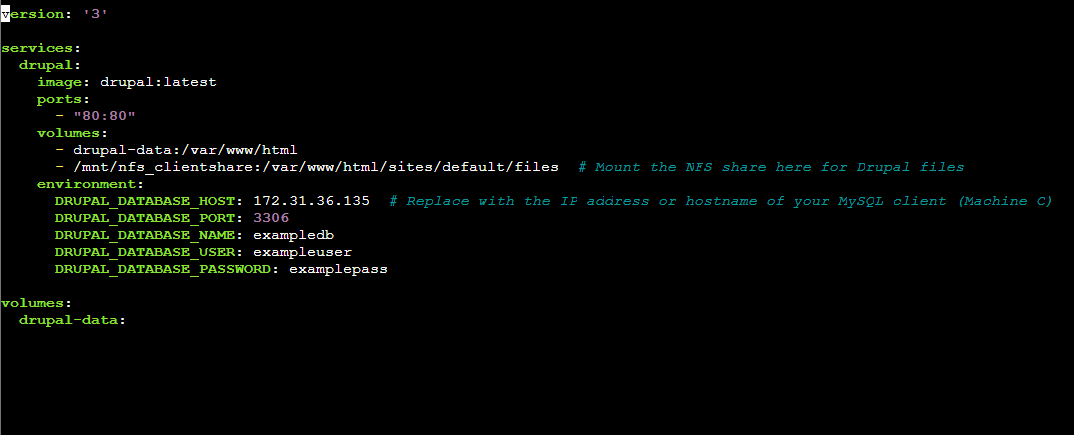 version: '3'
services:
drupal:
image: drupal:latest
ports:
- "80:80"
volumes:
- drupal-data:/var/www/html
- /mnt/nfs_clientshare:/var/www/html/sites/default/files # Mount the NFS share here for Drupal files
environment:
DRUPAL_DATABASE_HOST: 172.31.36.135 # Replace with the IP address or hostname of your MySQL client (Machine C)
DRUPAL_DATABASE_PORT: 3306
DRUPAL_DATABASE_NAME: exampledb
DRUPAL_DATABASE_USER: exampleuser
DRUPAL_DATABASE_PASSWORD: examplepass
volumes:
drupal-data: